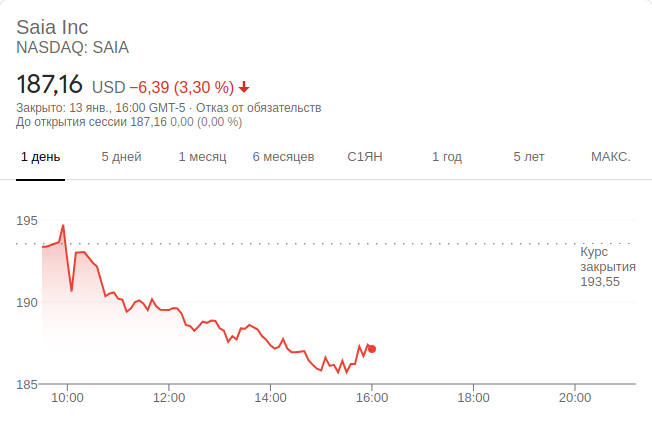 Saia Inc
NASDAQ: SAIA
187,16 USD −6,39 (3,30 %)
Закрыто: 13 янв., 16:00 GMT-5 · Отказ от обязательств
До открытия сессии 187,16 0,00 (0,00 %)
1 день 5 дней 1 месяц 6 месяцев С1ЯН 1 год 5 лет МАКС.
195
Курс
закрытия
193,55
190
185
10:00 12:00 14:00 16:00 18:00 20:00